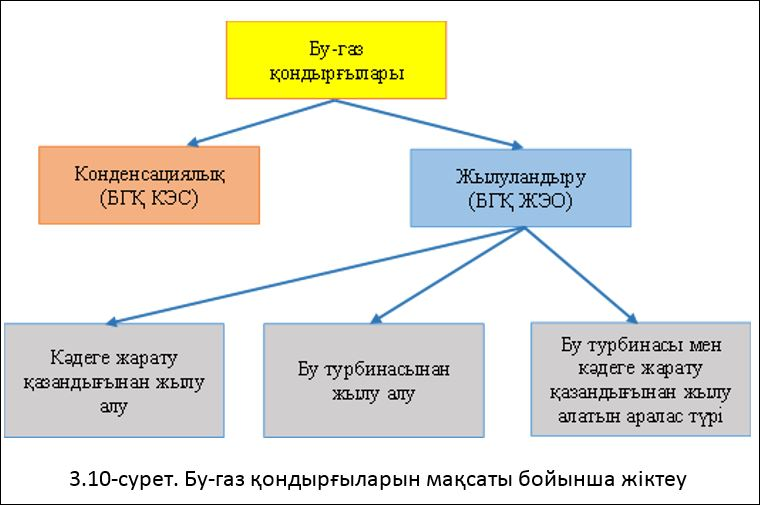 Бу-газ
қондырғылары
Конденсациялық
(БГҚ КЭС)
Жылуландыру
(БГҚ ЖЭО)
Кәдеге жарату
қазандығынан жылу
алу
Бу турбинасынан
жылу алу
Бу турбинасы мен
кәдеге жарату
қазандығынан жылу
алатын аралас түрі
3.10-сурет. Бу-газ қондырғыларын мақсаты бойынша жіктеу